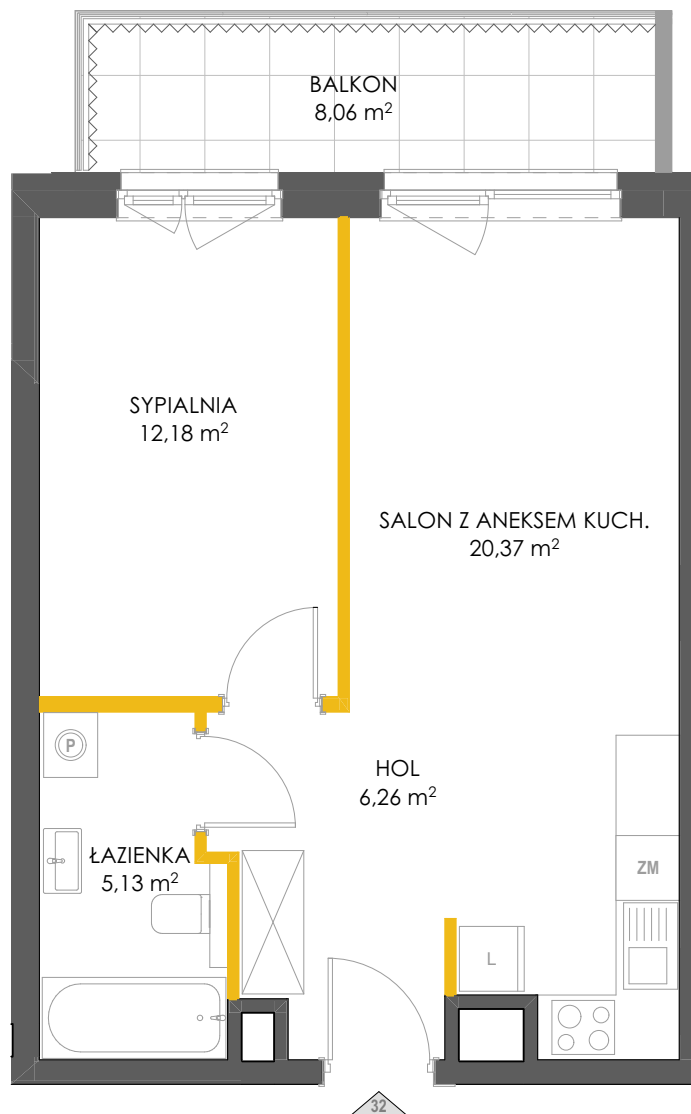 BALKON
8,06 m²
SYPIALNIA
12,18 m²
SALON Z ANEKSEM KUCH.
20,37 m²
P
HOL
6,26 m²
ŁAZIENKA
5,13 m²
ZM
L
32